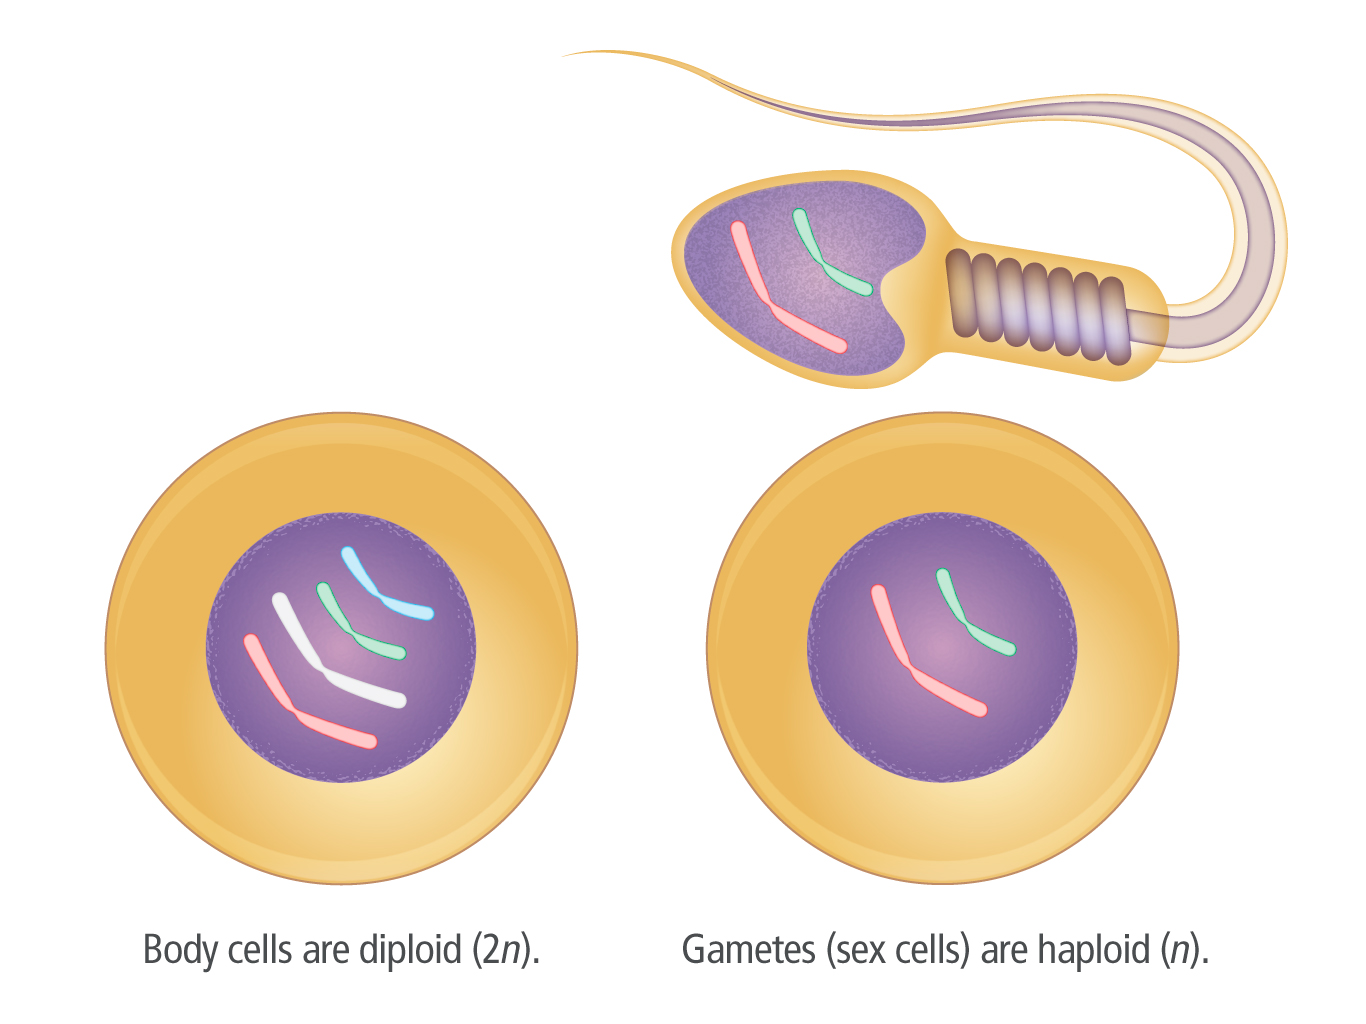 Body cells are diploid (2n).
Gametes (sex cells) are haploid (n).